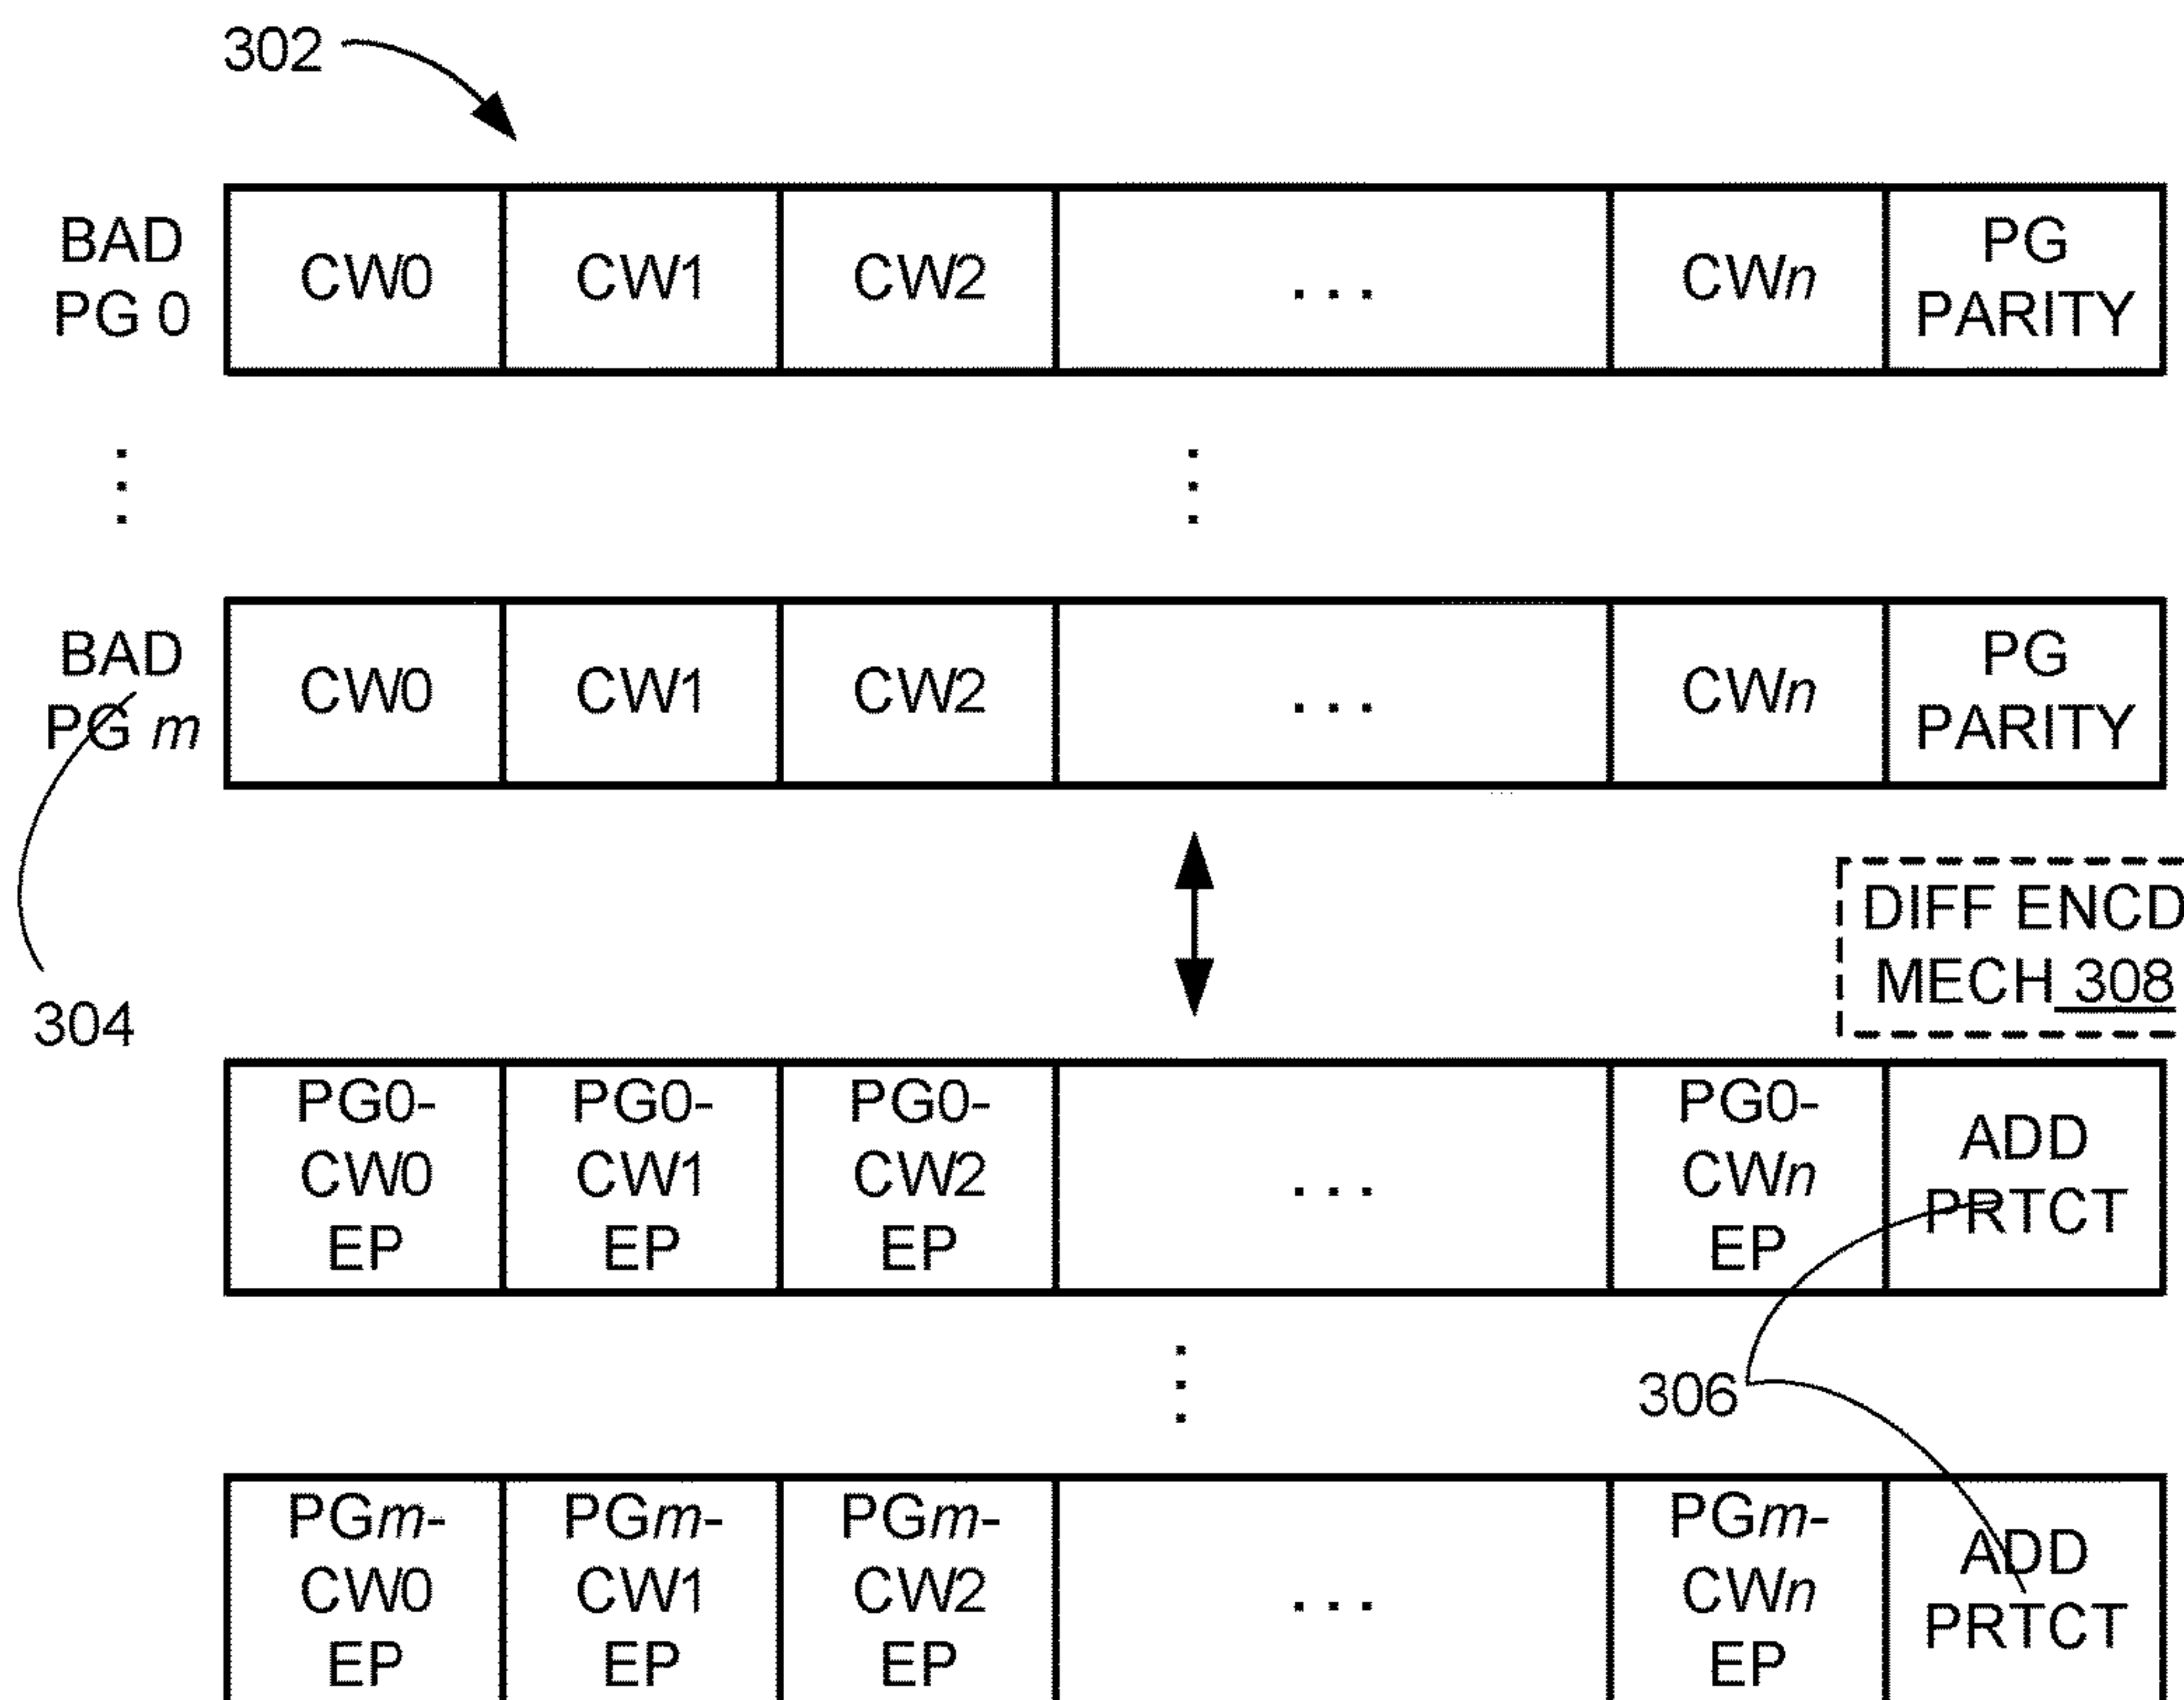 302
BAD
PG 0
CW0 CW1 CW2 ... CWn PG
PARITY
BAD
PG m
CW0 CW1 CW2 ... CWn PG
PARITY
DIFF ENCD
MECH 308
304
PG0- PG0- PG0- PG0-
CW0 CW1 CW2 ... CWn
EP EP EP EP
ADD
PRTCT
306
PGm- PGm- PGm- PGm-
CW0 CW1 CW2 ... CWn
EP EP EP EP
ADD
PRTCT